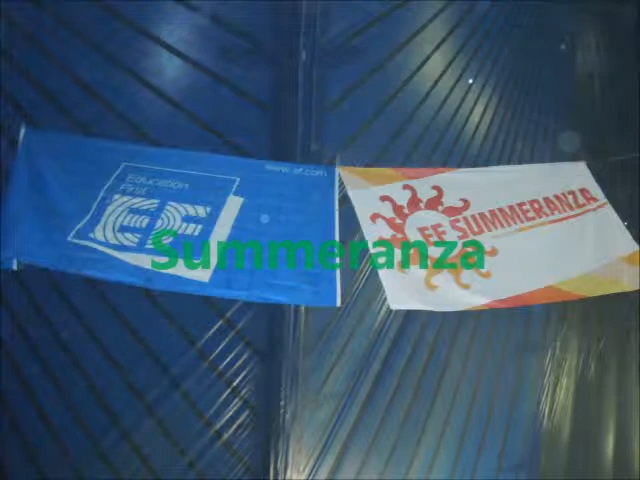 www.ef.com
Education
First
EF
EF SUMMERANZA
Summeranza